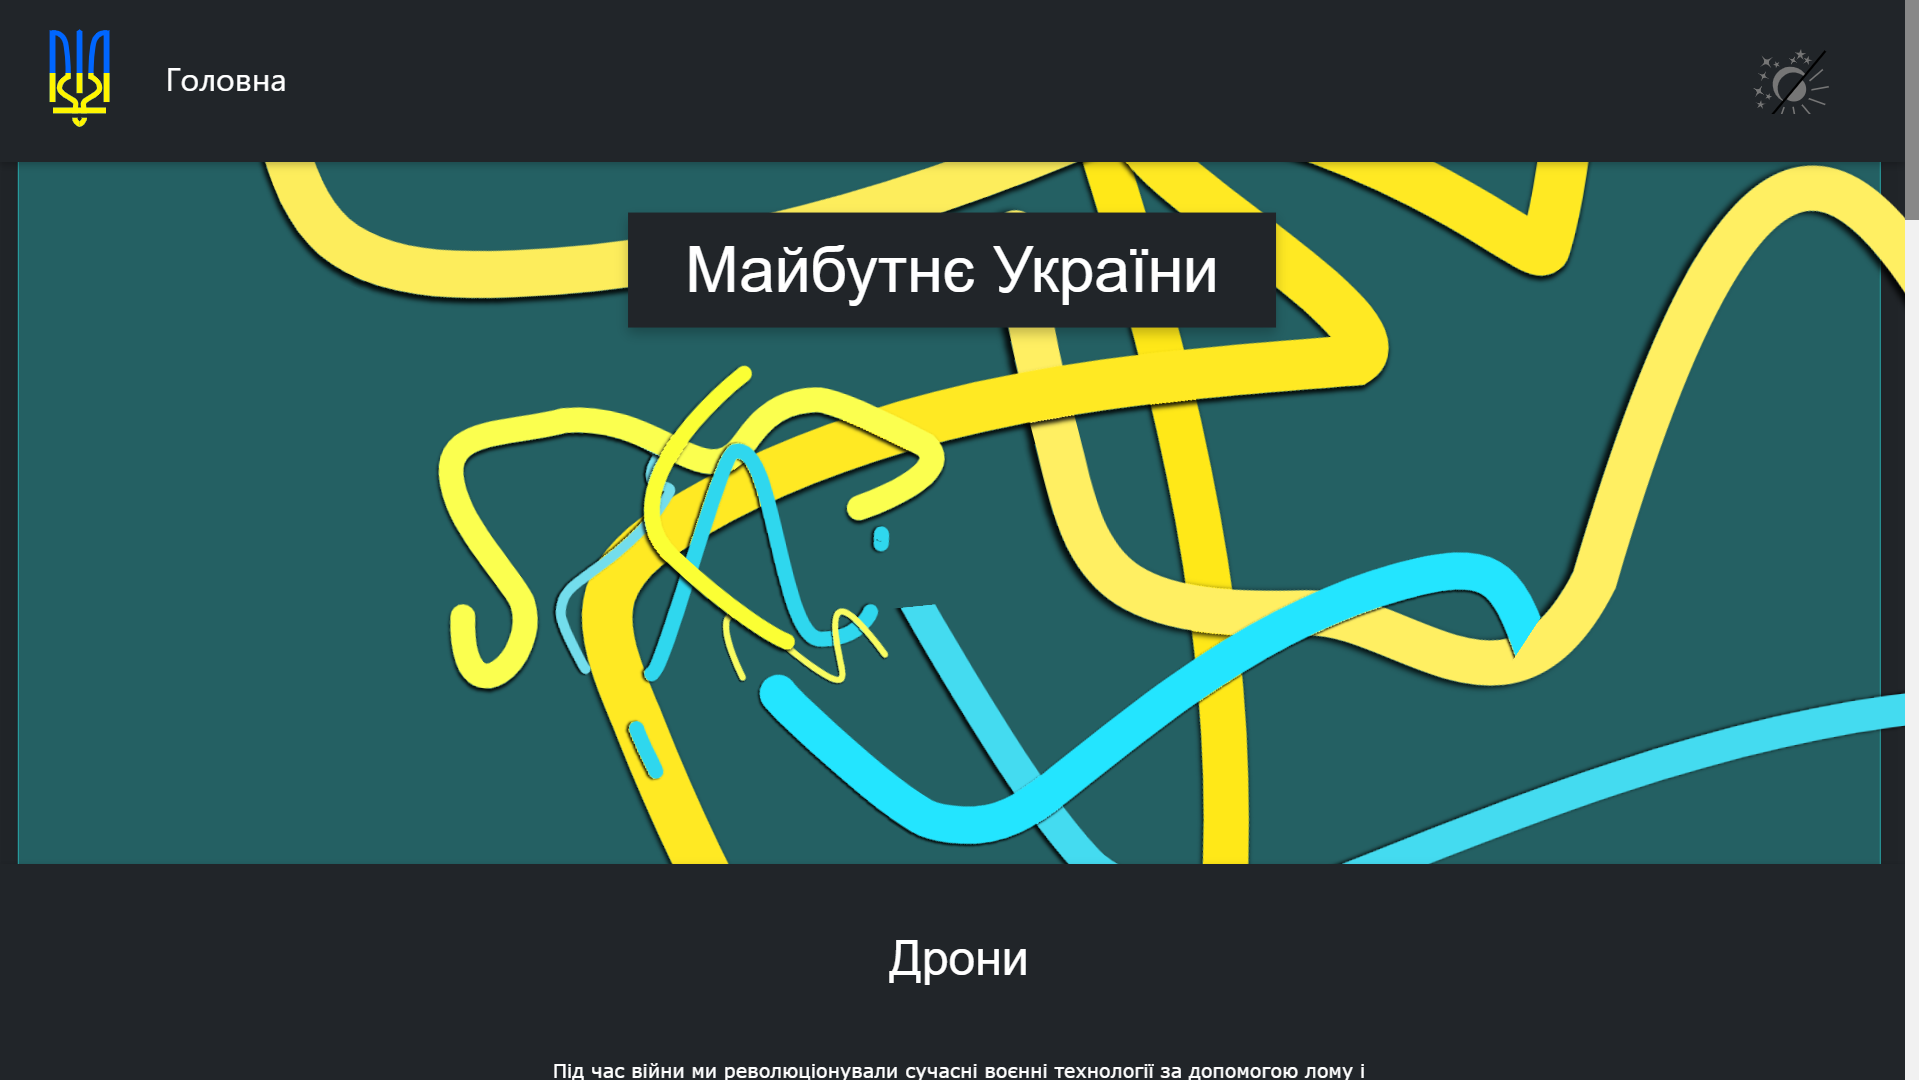 Головна
Майбутнє України
Дрони
Під час війни ми революціонували сучасні воєнні технології за допомогою лому і